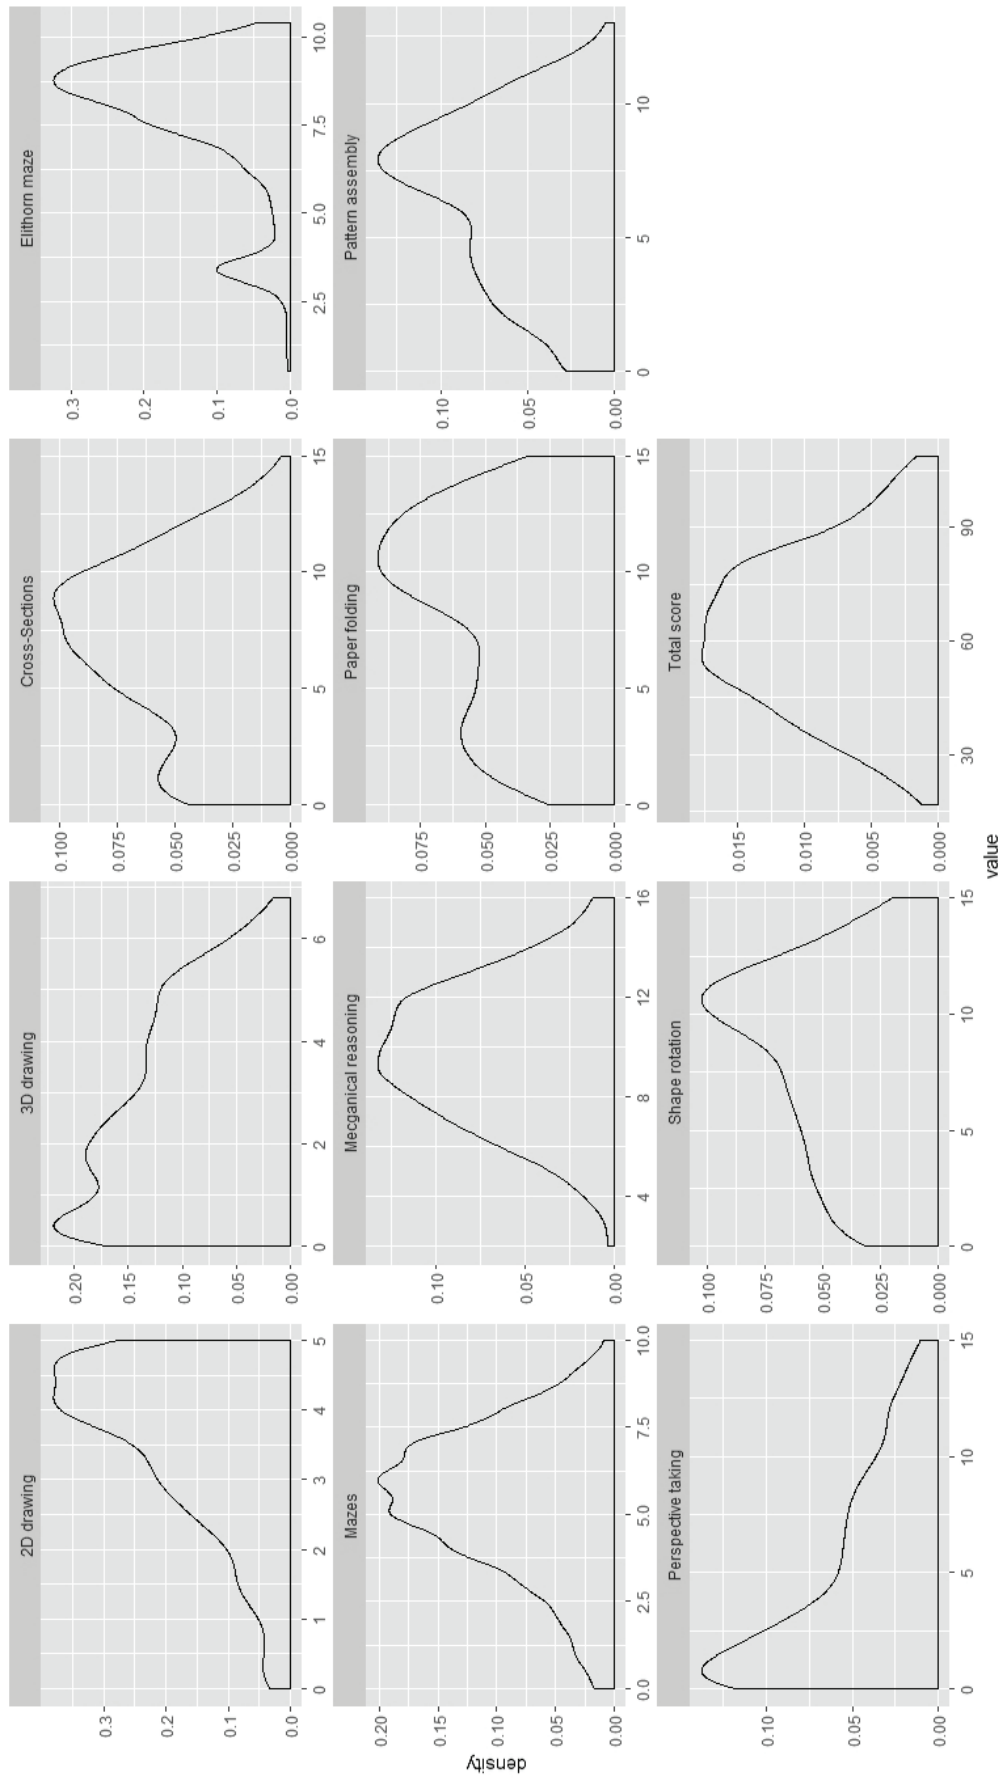 density
2D drawing
0.3
0.2
0.1
0.0
0 1 2 3 4 5
3D drawing
0.20
0.15
0.10
0.05
0.00
0 2 4 6
Cross-Sections
0.100
0.075
0.050
0.025
0.000
0 5 10 15
Elithorn maze
0.3
0.2
0.1
0.0
2.5 5.0 7.5 10.0
Mazes
0.20
0.15
0.10
0.05
0.00
0.0 2.5 5.0 7.5 10.0
Mecganical reasoning
0.10
0.05
0.00
4 8 12 16
Paper folding
0.075
0.050
0.025
0.000
0 5 10 15
Pattern assembly
0.10
0.05
0.00
0 5 10
Perspective taking
0.10
0.05
0.00
0 5 10 15
Shape rotation
0.100
0.075
0.050
0.025
0.000
0 5 10 15
Total score
0.015
0.010
0.005
0.000
30 60 90
value